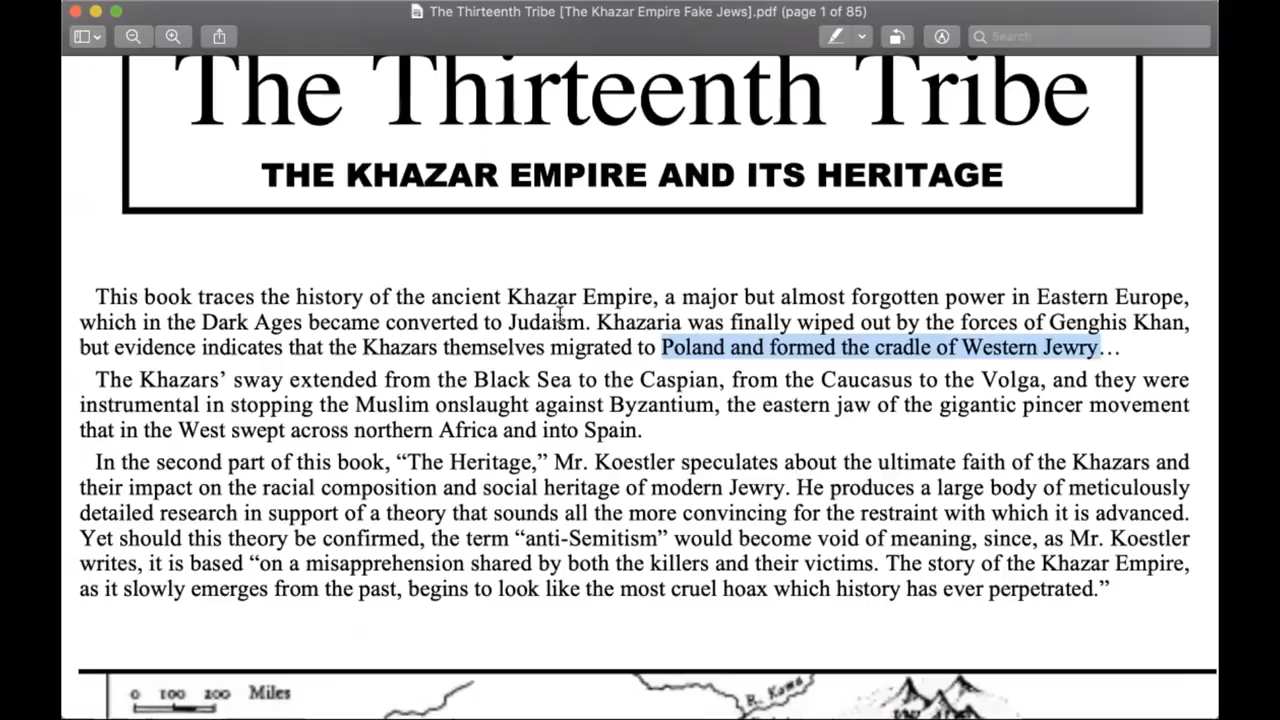 The Thirteenth Tribe [The Khazar Empire Fake Jews].pdf (page 1 of 85)
Search
The Thirteenth Tribe
THE KHAZAR EMPIRE AND ITS HERITAGE
This book traces the history of the ancient Khazar Empire, a major but almost forgotten power in Eastern Europe,
which in the Dark Ages became converted to Judaism. Khazaria was finally wiped out by the forces of Genghis Khan,
but evidence indicates that the Khazars themselves migrated to Poland and formed the cradle of Western Jewry…
The Khazars’ sway extended from the Black Sea to the Caspian, from the Caucasus to the Volga, and they were
instrumental in stopping the Muslim onslaught against Byzantium, the eastern jaw of the gigantic pincer movement
that in the West swept across northern Africa and into Spain.
In the second part of this book, “The Heritage,” Mr. Koestler speculates about the ultimate faith of the Khazars and
their impact on the racial composition and social heritage of modern Jewry. He produces a large body of meticulously
detailed research in support of a theory that sounds all the more convincing for the restraint with which it is advanced.
Yet should this theory be confirmed, the term “anti-Semitism” would become void of meaning, since, as Mr. Koestler
writes, it is based “on a misapprehension shared by both the killers and their victims. The story of the Khazar Empire,
as it slowly emerges from the past, begins to look like the most cruel hoax which history has ever perpetrated.”
0 100 200 Miles
R. Kama